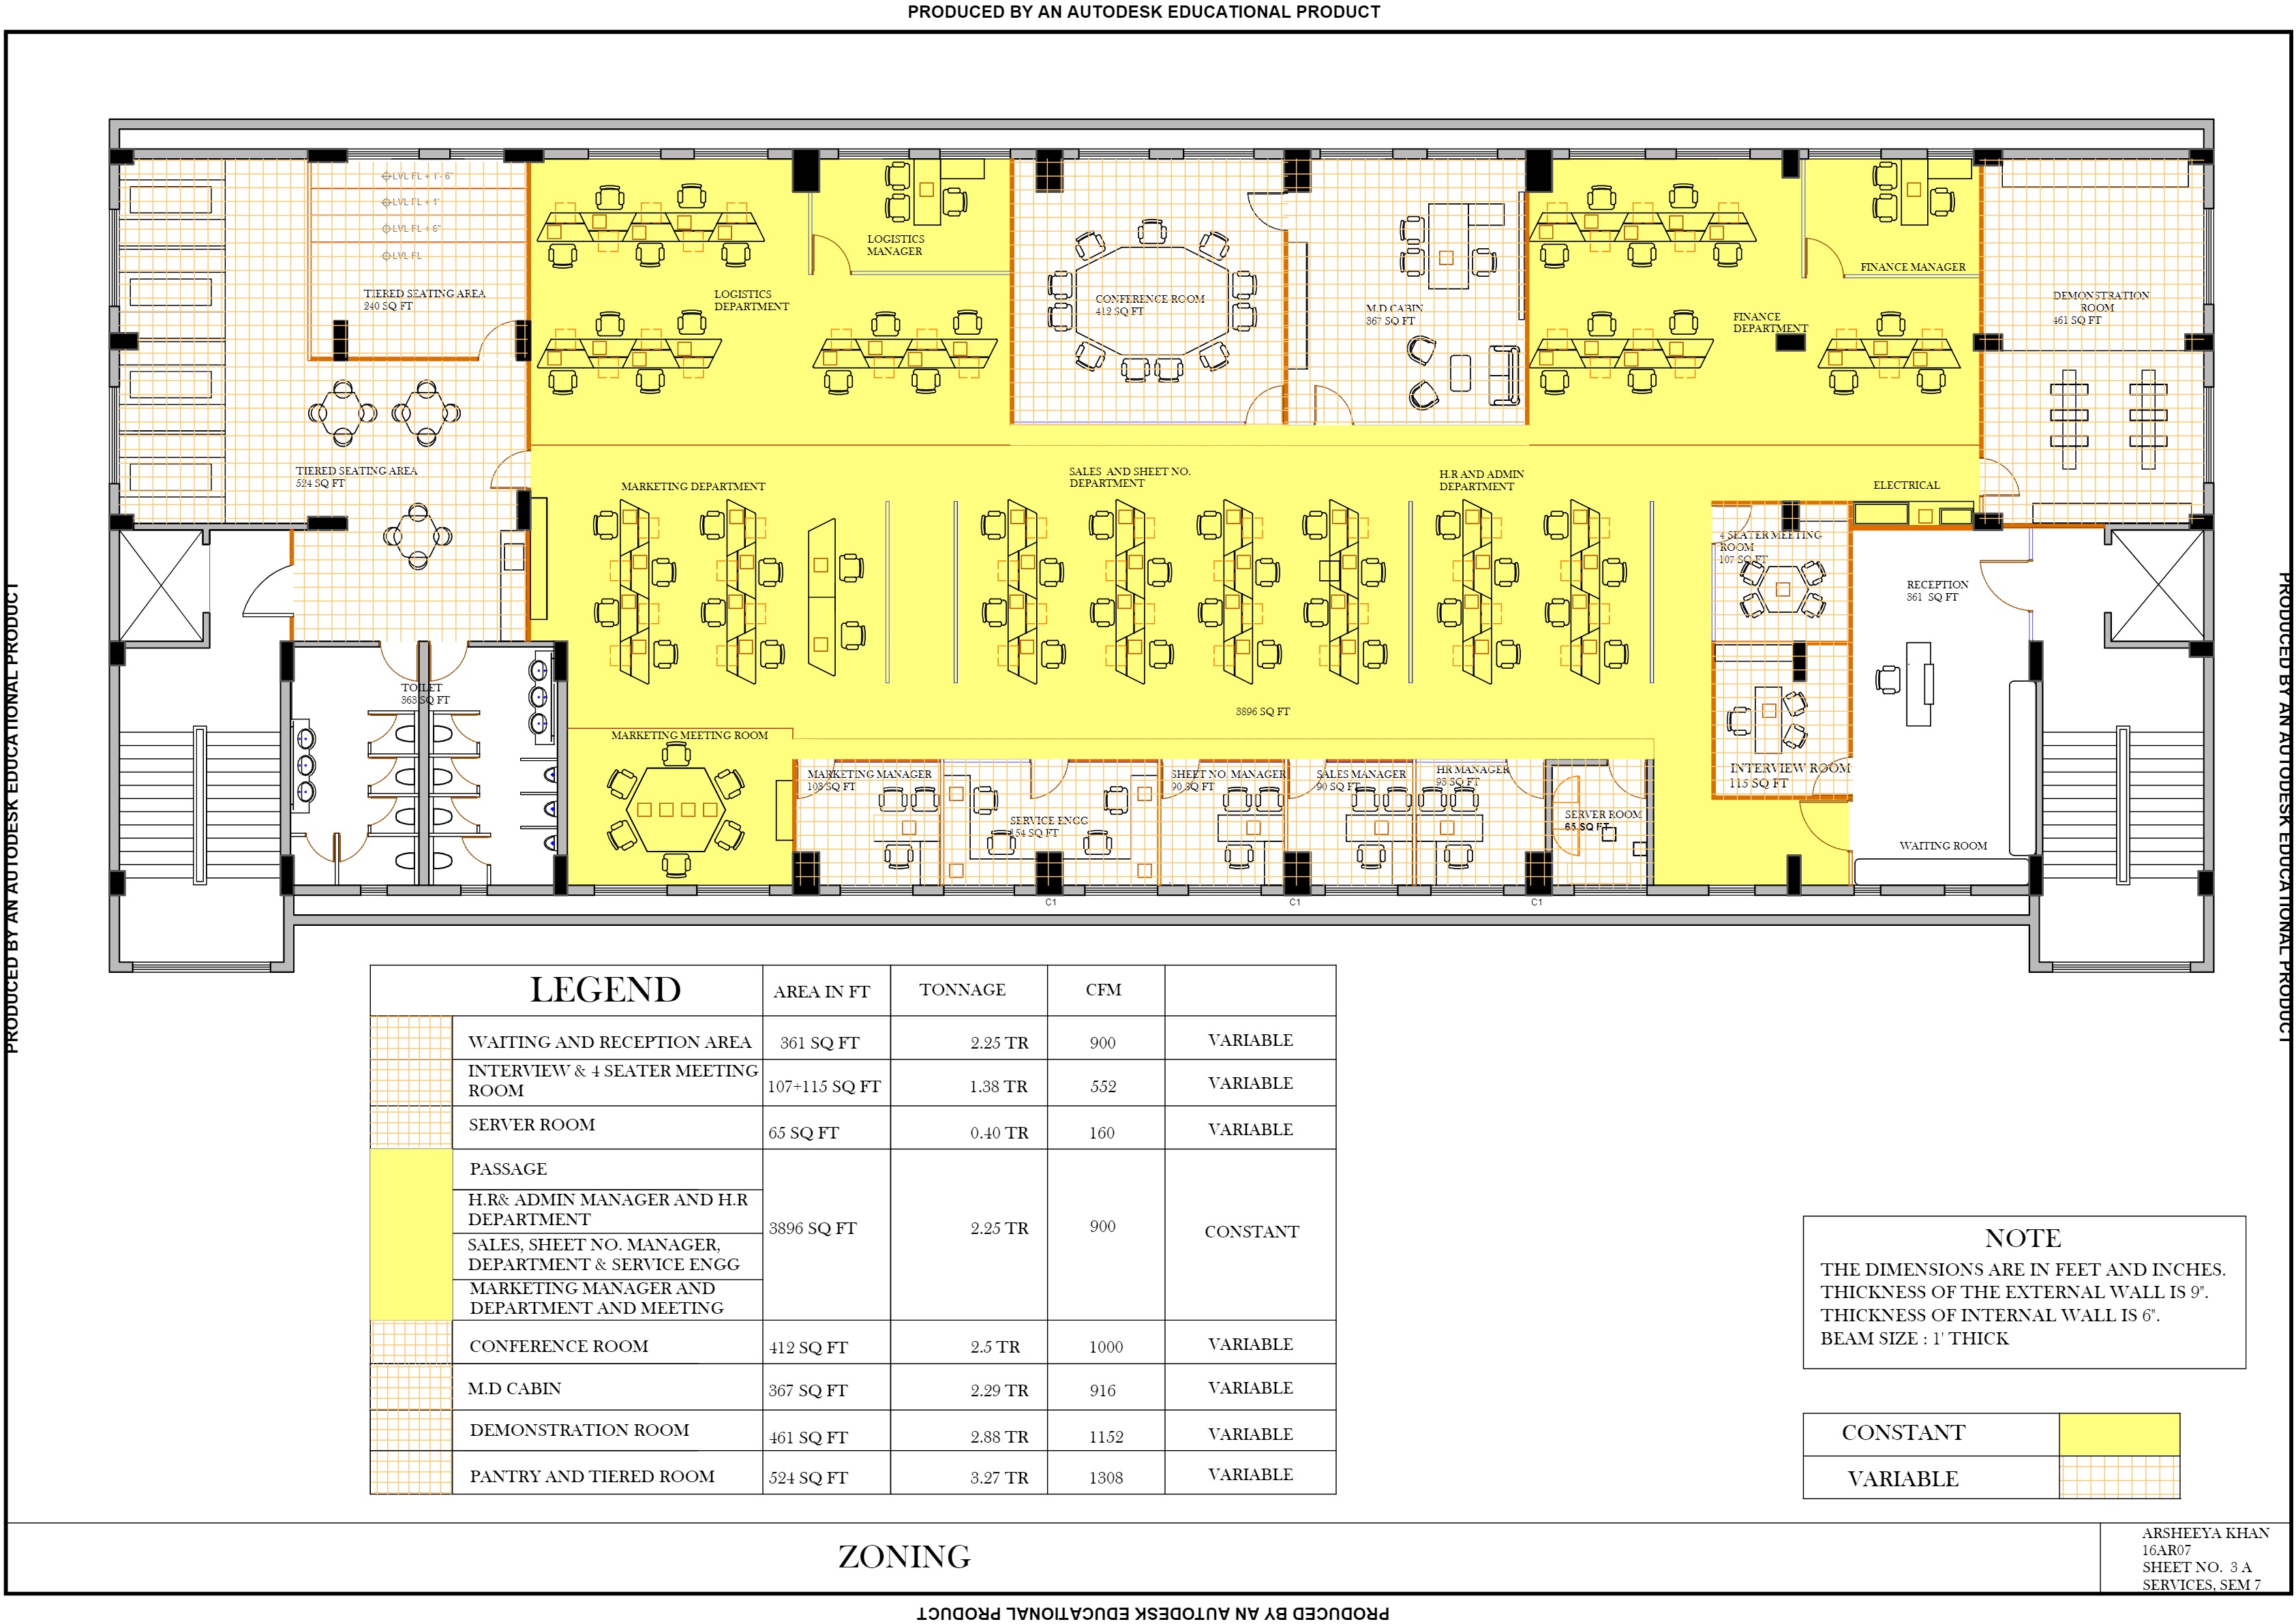 PRODUCED BY AN AUTODESK EDUCATIONAL PRODUCT
PRODUCED BY AN AUTODESK EDUCATIONAL PRODUCT
PRODUCED BY AN AUTODESK EDUCATIONAL PRODUCT
LVL FL + 1'- 6"
LVL FL + 1'
LVL FL + 6"
LVL FL
TIERED SEATING AREA
240 SQ FT
LOGISTICS
MANAGER
LOGISTICS
DEPARTMENT
CONFERENCE ROOM
412 SQ FT
M.D CABIN
367 SQ FT
FINANCE MANAGER
FINANCE
DEPARTMENT
DEMONSTRATION
ROOM
461 SQ FT
TIERED SEATING AREA
524 SQ FT
MARKETING DEPARTMENT
SALES AND SHEET NO.
DEPARTMENT
H.R AND ADMIN
DEPARTMENT
ELECTRICAL
4 SEATER MEETING
ROOM
107 SQ FT
RECEPTION
361 SQ FT
TOILET
363 SQ FT
3896 SQ FT
MARKETING MEETING ROOM
MARKETING MANAGER
103 SQ FT
SERVICE ENGG
154 SQ FT
SHEET NO. MANAGER
90 SQ FT
SALES MANAGER
90 SQ FT
HR MANAGER
93 SQ FT
SERVER ROOM
65 SQ FT
INTERVIEW ROOM
115 SQ FT
WAITING ROOM
C1
C1
C1
LEGEND
AREA IN FT
TONNAGE
CFM
WAITING AND RECEPTION AREA
361 SQ FT
2.25 TR
900
VARIABLE
INTERVIEW & 4 SEATER MEETING
ROOM
107+115 SQ FT
1.38 TR
552
VARIABLE
SERVER ROOM
65 SQ FT
0.40 TR
160
VARIABLE
PASSAGE
H.R& ADMIN MANAGER AND H.R
DEPARTMENT
SALES, SHEET NO. MANAGER,
DEPARTMENT & SERVICE ENGG
MARKETING MANAGER AND
DEPARTMENT AND MEETING
3896 SQ FT
2.25 TR
900
CONSTANT
CONFERENCE ROOM
412 SQ FT
2.5 TR
1000
VARIABLE
M.D CABIN
367 SQ FT
2.29 TR
916
VARIABLE
DEMONSTRATION ROOM
461 SQ FT
2.88 TR
1152
VARIABLE
PANTRY AND TIERED ROOM
524 SQ FT
3.27 TR
1308
VARIABLE
NOTE
THE DIMENSIONS ARE IN FEET AND INCHES.
THICKNESS OF THE EXTERNAL WALL IS 9".
THICKNESS OF INTERNAL WALL IS 6".
BEAM SIZE : 1' THICK
CONSTANT
VARIABLE
ZONING
ARSHEEYA KHAN
16AR07
SHEET NO. 3 A
SERVICES, SEM 7
PRODUCED BY AN AUTODESK EDUCATIONAL PRODUCT